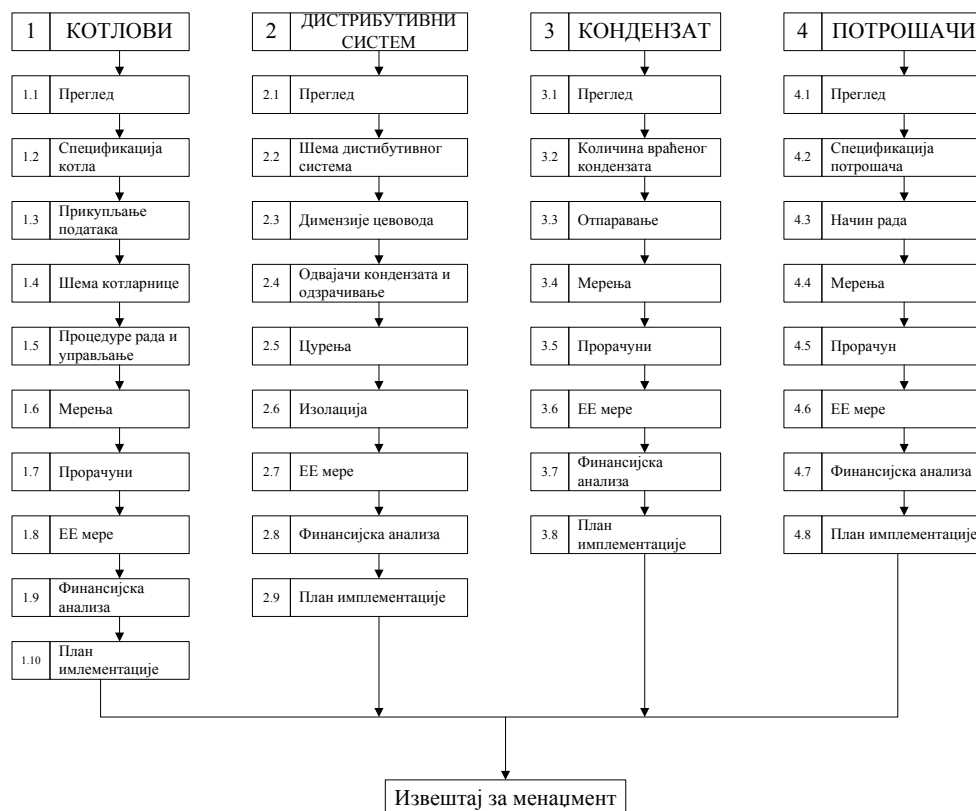 1 КОТЛОВИ
1.1 Преглед
1.2 Спецификација
котла
1.3 Прикупљање
података
1.4 Шема котларнице
1.5 Процедуре рада и
управљање
1.6 Мерења
1.7 Прорачуни
1.8 ЕЕ мере
1.9 Финансијска
анализа
1.10 План
имлементације
2 ДИСТРИБУТИВНИ
СИСТЕМ
2.1 Преглед
2.2 Шема дистибутивног
система
2.3 Димензије цевовода
2.4 Одвајачи кондензата и
одзрачивање
2.5 Цурења
2.6 Изолација
2.7 ЕЕ мере
2.8 Финансијска анализа
2.9 План имплементације
3 КОНДЕНЗАТ
3.1 Преглед
3.2 Количина враћеног
кондензата
3.3 Отпаравање
3.4 Мерења
3.5 Прорачуни
3.6 ЕЕ мере
3.7 Финансијска
анализа
3.8 План
имплементације
4 ПОТРОШАЧИ
4.1 Преглед
4.2 Спецификација
потрошача
4.3 Начин рада
4.4 Мерења
4.5 Прорачун
4.6 ЕЕ мере
4.7 Финансијска анализа
4.8 План имплементације
Извештај за менаџмент